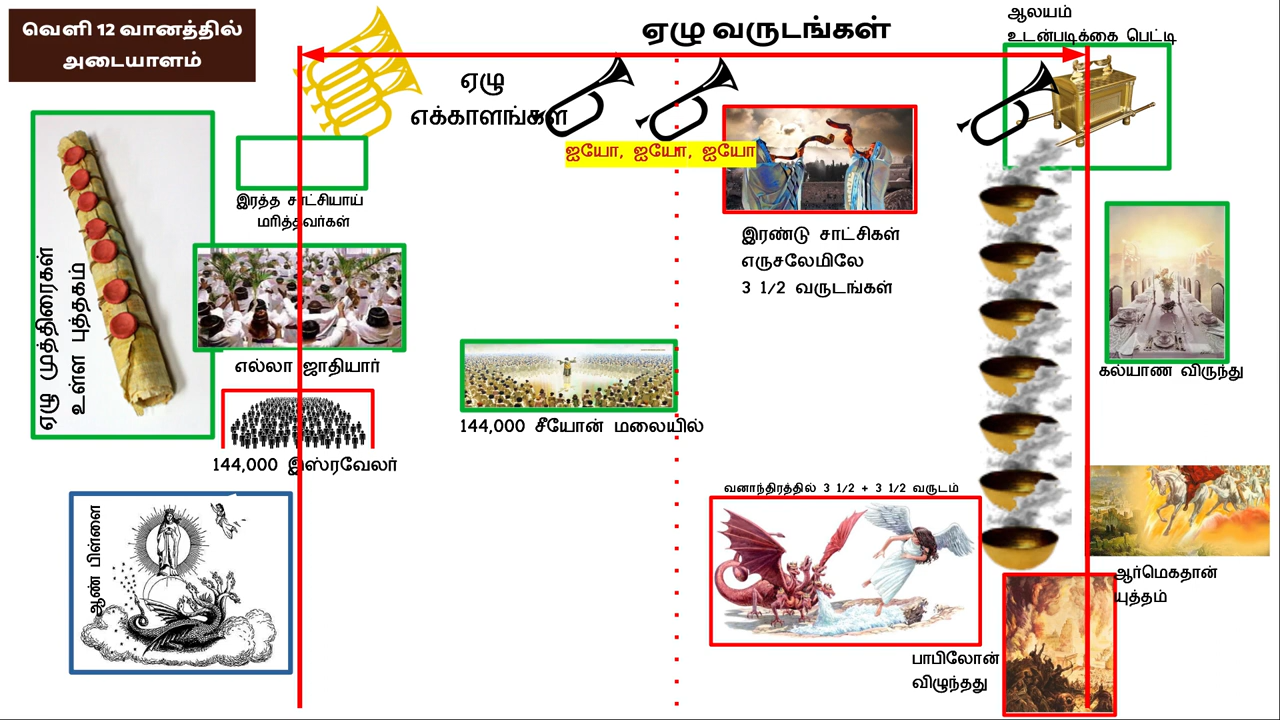 வெளி 12 வானத்தில்
அடையாளம்
ஏழு வருடங்கள்
ஆலயம்
உடன்படிக்கை பெட்டி
ஏழு
எக்காளங்கள்
ஐயோ, ஐயோ, ஐயோ
ஏழு முத்திரைகள்
உள்ள புத்தகம்
இரத்த சாட்சியாய்
மரித்தவர்கள்
இரண்டு சாட்சிகள்
எருசலேமிலே
3 1/2 வருடங்கள்
எல்லா ஜாதியார்
கல்யாண விருந்து
144,000 சீயோன் மலையில்
144,000 இஸ்ரவேலர்
வனாந்திரத்தில் 3 1/2 + 3 1/2 வருடம்
ஆண் பிள்ளை
ஆர்மெகதான்
யுத்தம்
பாபிலோன்
விழுந்தது